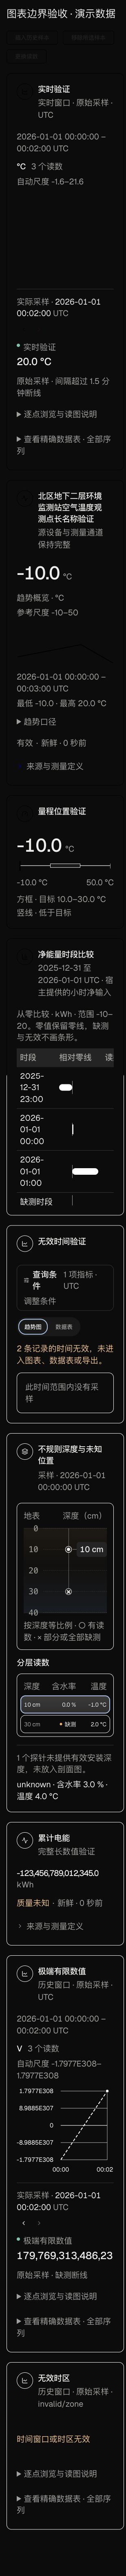 图表边界验收 · 演示数据
实时验证
实时窗口 · 原始采样 ·
UTC
2026-01-01 00:00:00 –
00:02:00 UTC
°C 3 个读数
自动尺度 -1.6–21.6
实际采样 · 2026-01-01
00:02:00 UTC
实时验证
20.0 °C
原始采样 · 间隔超过 1.5 分
钟断线
▶ 逐点浏览与读图说明
▶ 查看精确数据表 · 全部序
列
北区地下二层环境
监测站空气温度观
测点长名称验证
源设备与测量通道
保持完整
-10.0 °C
趋势概览 · °C
参考尺度 -10–50
2026-01-01 00:00:00 –
00:03:00 UTC
最低 -10.0 · 最高 20.0 °C
▶ 趋势口径
有效 · 新鲜 · 0 秒前
来源与测量定义
量程位置验证
-10.0 °C
-10.0 °C 50.0 °C
方框 · 目标 10.0–30.0 °C
竖线 · 低于目标
净能量时段比较
2025-12-31 至
2026-01-01 UTC · 宿
主提供的小时净输入
从零比较 · kWh · 范围 -10–
20。零值保留零线，缺测
与无效不画条形。
时段 相对零线 读
2025-
12-31
23:00
2026-
01-01
00:00
2026-
01-01
01:00
缺测时段
无效时间验证
查询条
件 1 项指标 ·
UTC
调整条件
趋势图 数据表
2 条记录的时间无效，未进
入图表、数据表或导出。
此时间范围内没有采
样
不规则深度与未知
位置
采样 · 2026-01-01
00:00:00 UTC
地表 深度（cm）
0
10 10 cm
20
30
40
按深度等比例 · ○ 有读
数 · × 部分或全部缺测
分层读数
深度 含水率 温度
10 cm 0.0 % -1.0 °C
30 cm 缺测 2.0 °C
1 个探针未提供有效安装深
度，未放入剖面图。
unknown · 含水率 3.0 % ·
温度 4.0 °C
累计电能
完整长数值验证
-123,456,789,012,345.0
kWh
质量未知 · 新鲜 · 0 秒前
来源与测量定义
极端有限数值
历史窗口 · 原始采样 ·
UTC
2026-01-01 00:00:00 –
00:02:00 UTC
V 3 个读数
自动尺度 -1.7977E308–
1.7977E308
1.7977E308
8.9885E307
0
-8.9885E307
-1.7977E308
00:00 00:02
实际采样 · 2026-01-01
00:02:00 UTC
极端有限数值
179,769,313,486,23
原始采样 · 缺测断线
▶ 逐点浏览与读图说明
▶ 查看精确数据表 · 全部序
列
无效时区
历史窗口 · 原始采样 ·
invalid/zone
时间窗口或时区无效
▶ 逐点浏览与读图说明
▶ 查看精确数据表 · 全部序
列